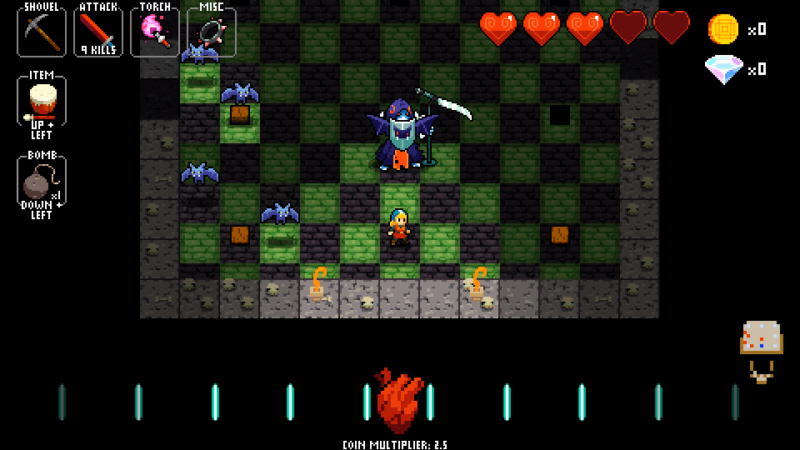 SHOVEL
ATTACK
TORCH
MISC
9 KILLS
x0
x0
ITEM
UP +
LEFT
BOMB
x1
DOWN +
LEFT
COIN MULTIPLIER: 2.5